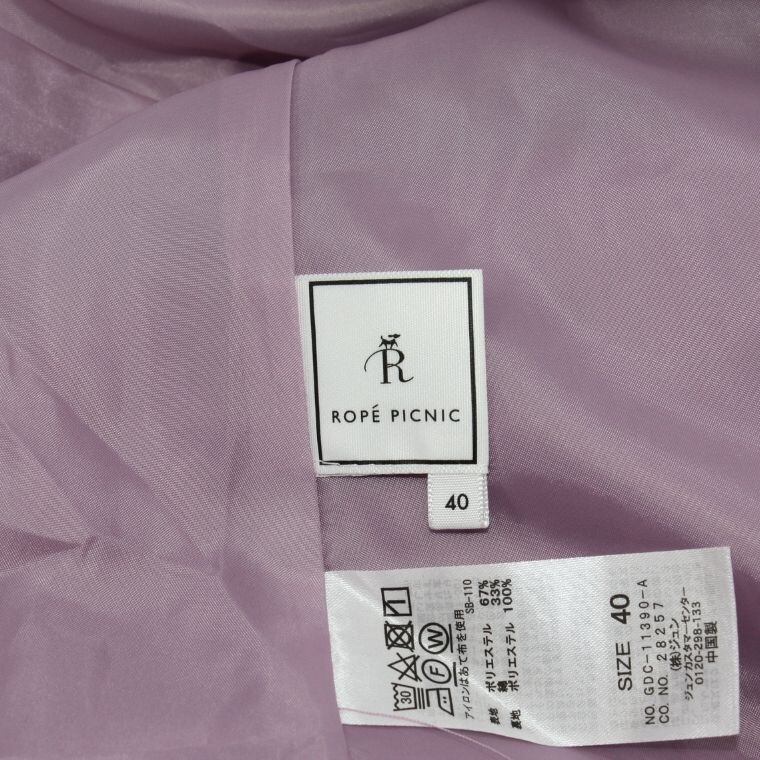 R
ROPÉ PICNIC
40
30
F
W
アイロンはあて布を使用
SB-110
表地 ポリエステル 67%
綿 33%
裏地 ポリエステル 100%
SIZE 40
NO. GDC-11390-A
CO. NO. 28257
(株)ジュン
ジュンカスタマーセンター
0120-298-133
中国製